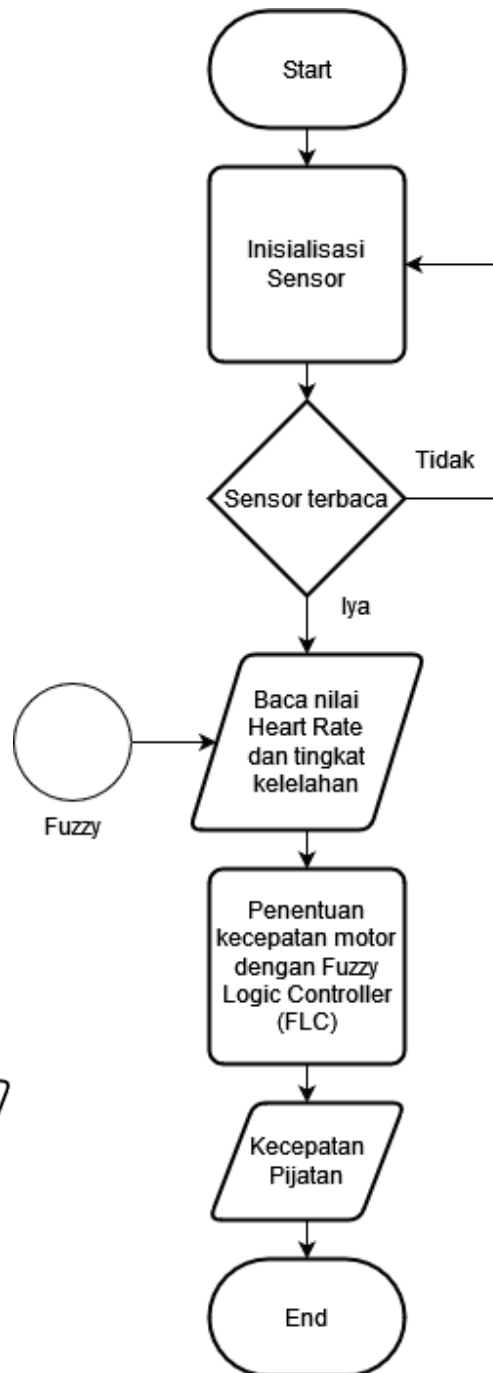 Start
Inisialisasi
Sensor
Sensor terbaca
Tidak
Iya
Baca nilai
Heart Rate
dan tingkat
kelelahan
Fuzzy
Penentuan
kecepatan motor
dengan Fuzzy
Logic Controller
(FLC)
Kecepatan
Pijatan
End